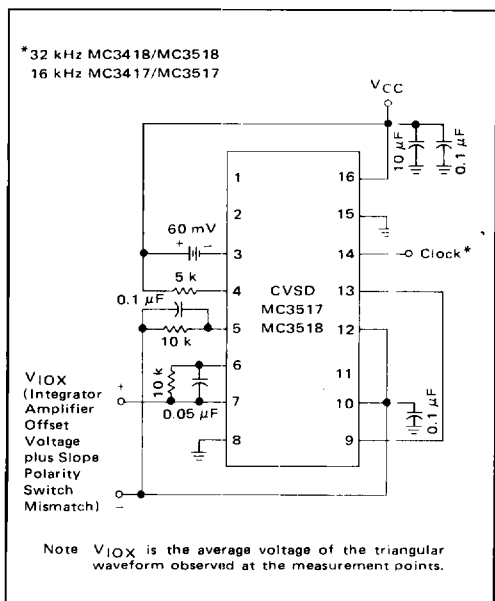 *32 kHz MC3418/MC3518
16 kHz MC3417/MC3517
VCC
10 µF
0.1 µF
1
16
2
15
60 mV
+ −
3
14
Clock*
5 k
4
CVSD
13
0.1 µF
MC3517
5
MC3518
12
10 k
6
11
10 k
VIOX
+
7
10
0.05 µF
0.1 µF
(Integrator
Amplifier
Offset
Voltage
8
9
plus Slope
Polarity
Switch
Mismatch)
−
Note VIOX is the average voltage of the triangular
waveform observed at the measurement points.